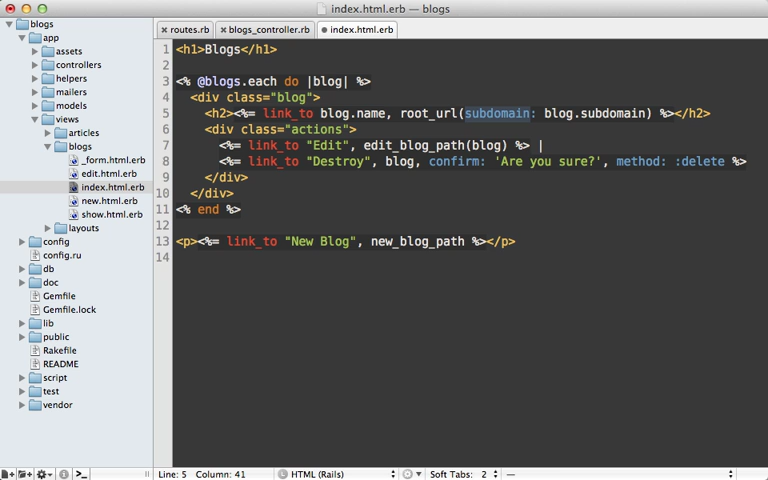 index.html.erb — blogs
blogs
app
assets
controllers
helpers
mailers
models
views
articles
blogs
_form.html.erb
edit.html.erb
index.html.erb
new.html.erb
show.html.erb
layouts
config
config.ru
db
doc
Gemfile
Gemfile.lock
lib
public
Rakefile
README
script
test
vendor
routes.rb
blogs_controller.rb
index.html.erb
1 <h1>Blogs</h1>
2
3 <% @blogs.each do |blog| %>
4 <div class="blog">
5 <h2><%= link_to blog.name, root_url(subdomain: blog.subdomain) %></h2>
6 <div class="actions">
7 <%= link_to "Edit", edit_blog_path(blog) %> |
8 <%= link_to "Destroy", blog, confirm: 'Are you sure?', method: :delete %>
9 </div>
10 </div>
11 <% end %>
12
13 <p><%= link_to "New Blog", new_blog_path %></p>
14
Line: 5 Column: 41
L HTML (Rails)
Soft Tabs: 2
—